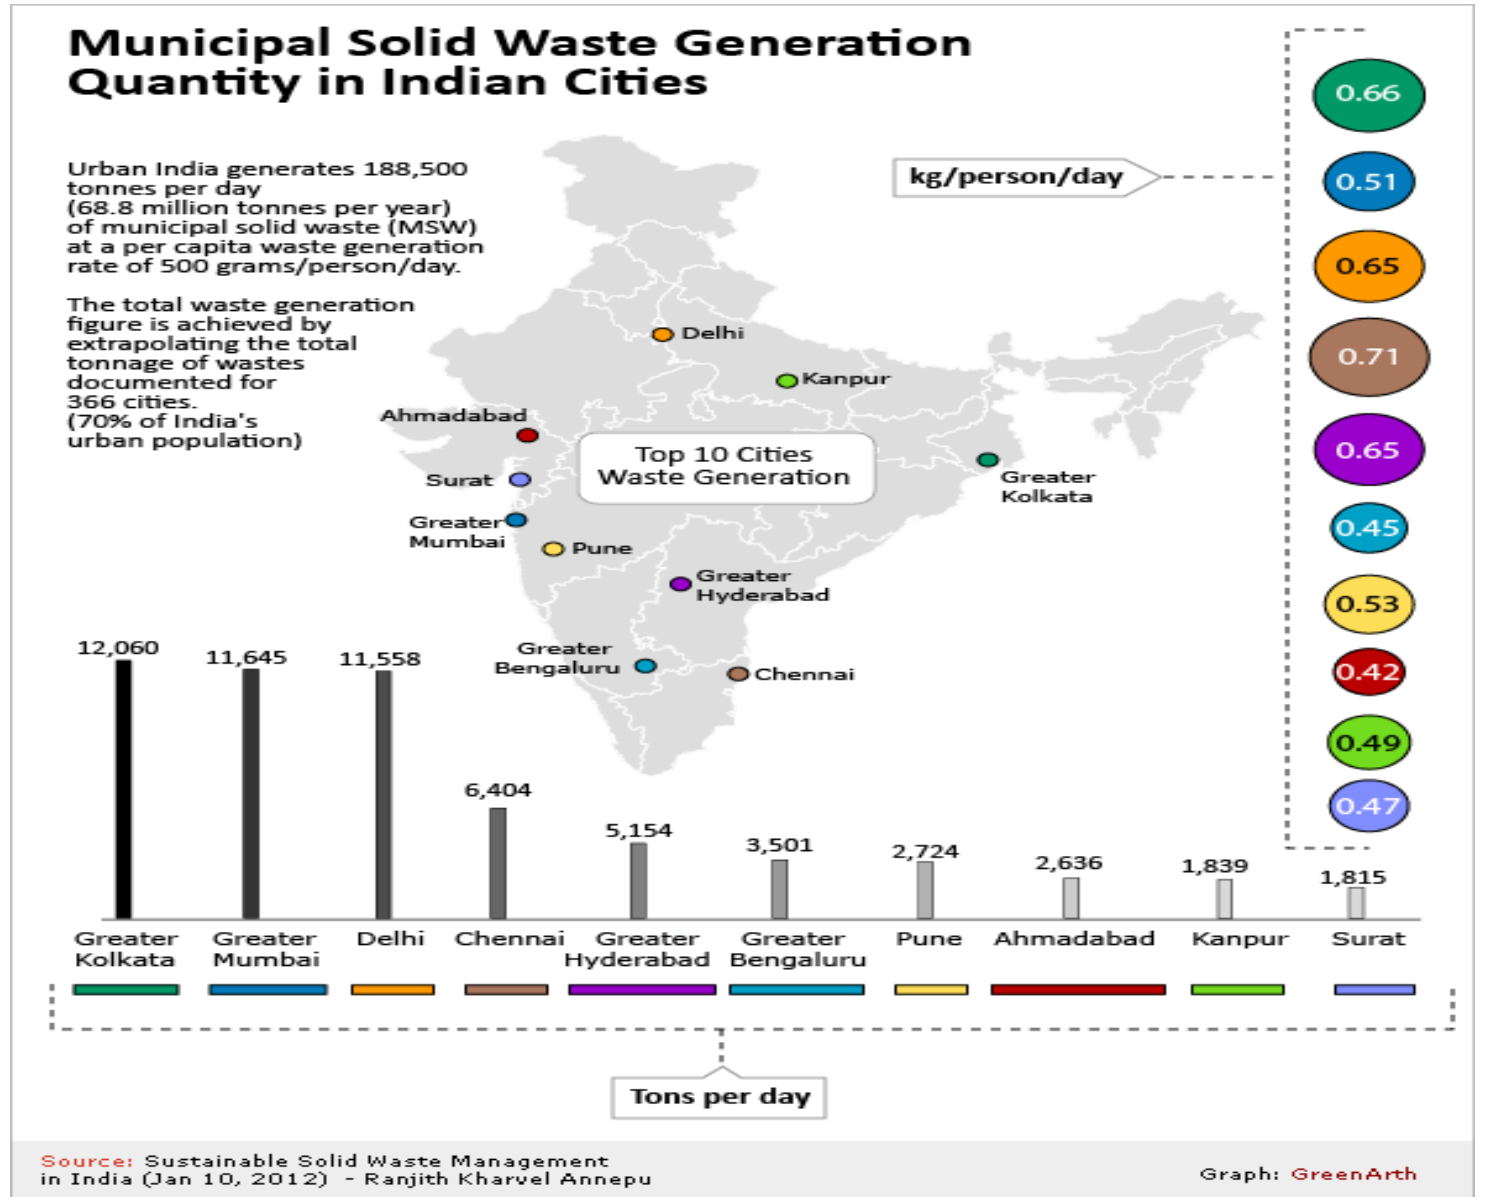 Municipal Solid Waste Generation
Quantity in Indian Cities
Urban India generates 188,500
tonnes per day
(68.8 million tonnes per year)
of municipal solid waste (MSW)
at a per capita waste generation
rate of 500 grams/person/day.
The total waste generation
figure is achieved by
extrapolating the total
tonnage of wastes
documented for
366 cities.
(70% of India's
urban population)
kg/person/day
0.66
0.51
0.65
0.71
0.65
0.45
0.53
0.42
0.49
0.47
Delhi
Kanpur
Ahmadabad
Top 10 Cities
Waste Generation
Surat
Greater
Kolkata
Greater
Mumbai
Pune
Greater
Hyderabad
Greater
Bengaluru
Chennai
12,060
11,645
11,558
6,404
5,154
3,501
2,724
2,636
1,839
1,815
Greater
Kolkata
Greater
Mumbai
Delhi
Chennai
Greater
Hyderabad
Greater
Bengaluru
Pune
Ahmadabad
Kanpur
Surat
Tons per day
Source: Sustainable Solid Waste Management
in India (Jan 10, 2012) - Ranjith Kharvel Annepu
Graph: GreenArth